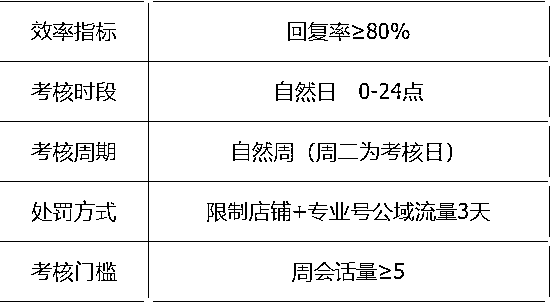 效率指标 回复率≥80%
考核时段 自然日 0-24点
考核周期 自然周（周二为考核日）
处罚方式 限制店铺+专业号公域流量3天
考核门槛 周会话量≥5